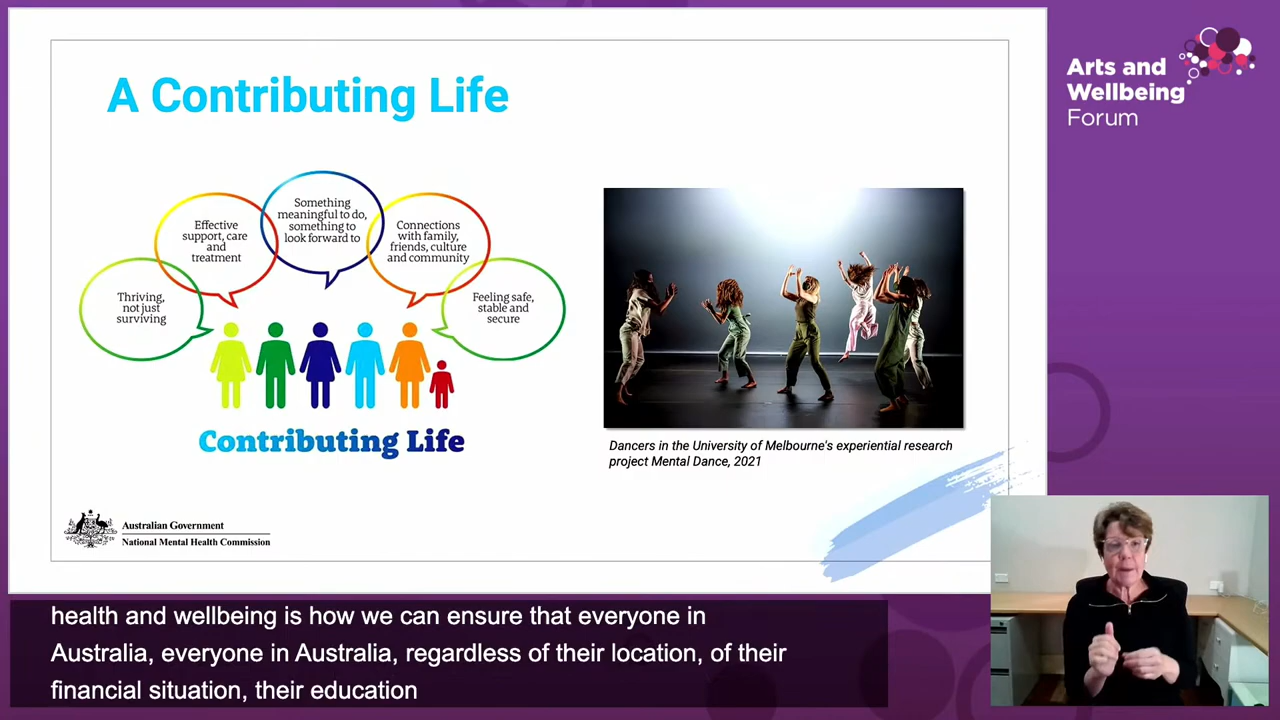 A Contributing Life
Arts and
Wellbeing
Forum
Thriving,
not just
surviving
Effective
support, care
and
treatment
Something
meaningful to do,
something to
look forward to
Connections
with family,
friends, culture
and community
Feeling safe,
stable and
secure
Contributing Life
Dancers in the University of Melbourne's experiential research
project Mental Dance, 2021
Australian Government
National Mental Health Commission
health and wellbeing is how we can ensure that everyone in
Australia, everyone in Australia, regardless of their location, of their
financial situation, their education